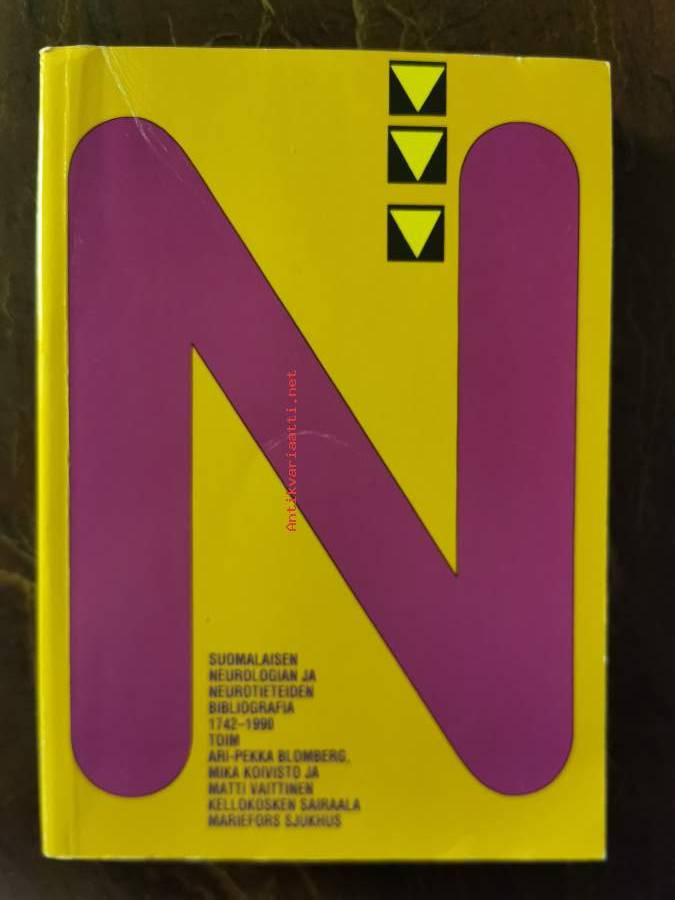 N
Antikvariaatti.net
SUOMALAISEN
NEUROLOGIAN JA
NEUROTIETEIDEN
BIBLIOGRAFIA
1742-1990
TOIM
ARI-PEKKA BLOMBERG,
MIKA KOIVISTO JA
MATTI VAITTINEN
KELLOKOSKEN SAIRAALA
MARIEFORS SJUKHUS